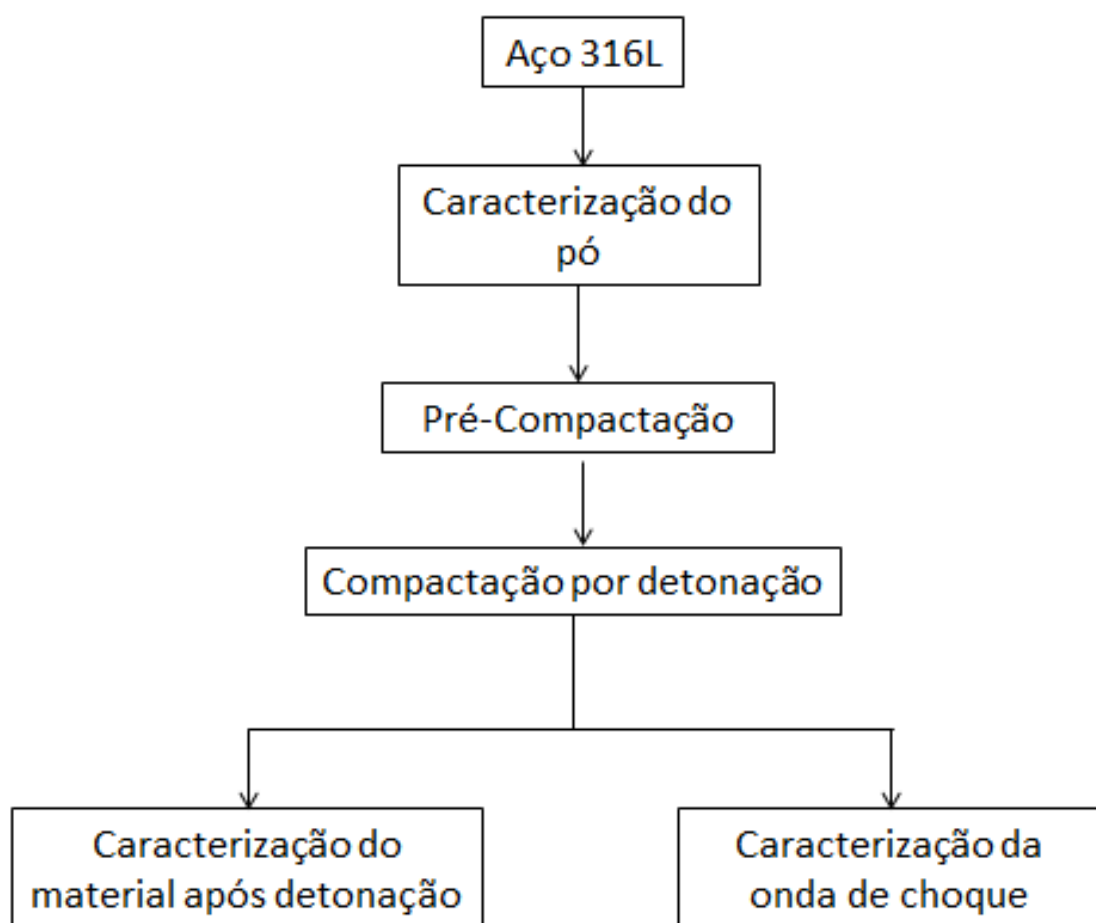 Aço 316L
Caracterização do
pó
Pré-Compactação
Compactação por detonação
Caracterização do
material após detonação
Caracterização da
onda de choque